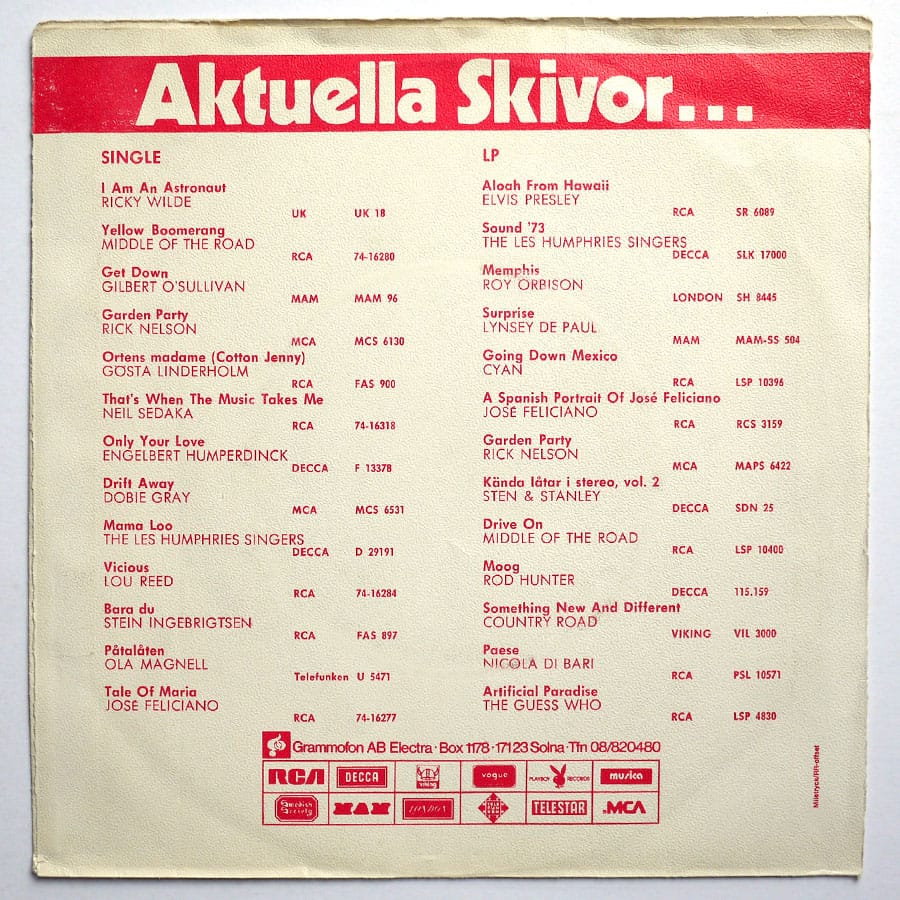 Aktuella Skivor...
SINGLE
I Am An Astronaut
RICKY WILDE
UK UK 18
Yellow Boomerang
MIDDLE OF THE ROAD
RCA 74-16280
Get Down
GILBERT O'SULLIVAN
MAM MAM 96
Garden Party
RICK NELSON
MCA MCS 6130
Ortens madame (Cotton Jenny)
GÖSTA LINDERHOLM
RCA FAS 900
That's When The Music Takes Me
NEIL SEDAKA
RCA 74-16318
Only Your Love
ENGELBERT HUMPERDINCK
DECCA F 13378
Drift Away
DOBIE GRAY
MCA MCS 6531
Mama Loo
THE LES HUMPHRIES SINGERS
DECCA D 29191
Vicious
LOU REED
RCA 74-16284
Bara du
STEIN INGEBRIGTSEN
RCA FAS 897
Påtalåten
OLA MAGNELL
Telefunken U 5471
Tale Of Maria
JOSÉ FELICIANO
RCA 74-16277
LP
Aloah From Hawaii
ELVIS PRESLEY
RCA SR 6089
Sound '73
THE LES HUMPHRIES SINGERS
DECCA SLK 17000
Memphis
ROY ORBISON
LONDON SH 8445
Surprise
LYNSEY DE PAUL
MAM MAM-SS 504
Going Down Mexico
CYAN
RCA LSP 10396
A Spanish Portrait Of José Feliciano
JOSÉ FELICIANO
RCA RCS 3159
Garden Party
RICK NELSON
MCA MAPS 6422
Kända låtar i stereo, vol. 2
STEN & STANLEY
DECCA SDN 25
Drive On
MIDDLE OF THE ROAD
RCA LSP 10400
Moog
ROD HUNTER
DECCA 115.159
Something New And Different
COUNTRY ROAD
VIKING VIL 3000
Paese
NICOLA DI BARI
RCA PSL 10571
Artificial Paradise
THE GUESS WHO
RCA LSP 4830
Grammofon AB Electra · Box 1178 · 171 23 Solna · Tfn 08/820480
RCA DECCA VIKING vogue PLAYBOY RECORDS musica
Swedish Society MAM LONDON TELESTAR MCA